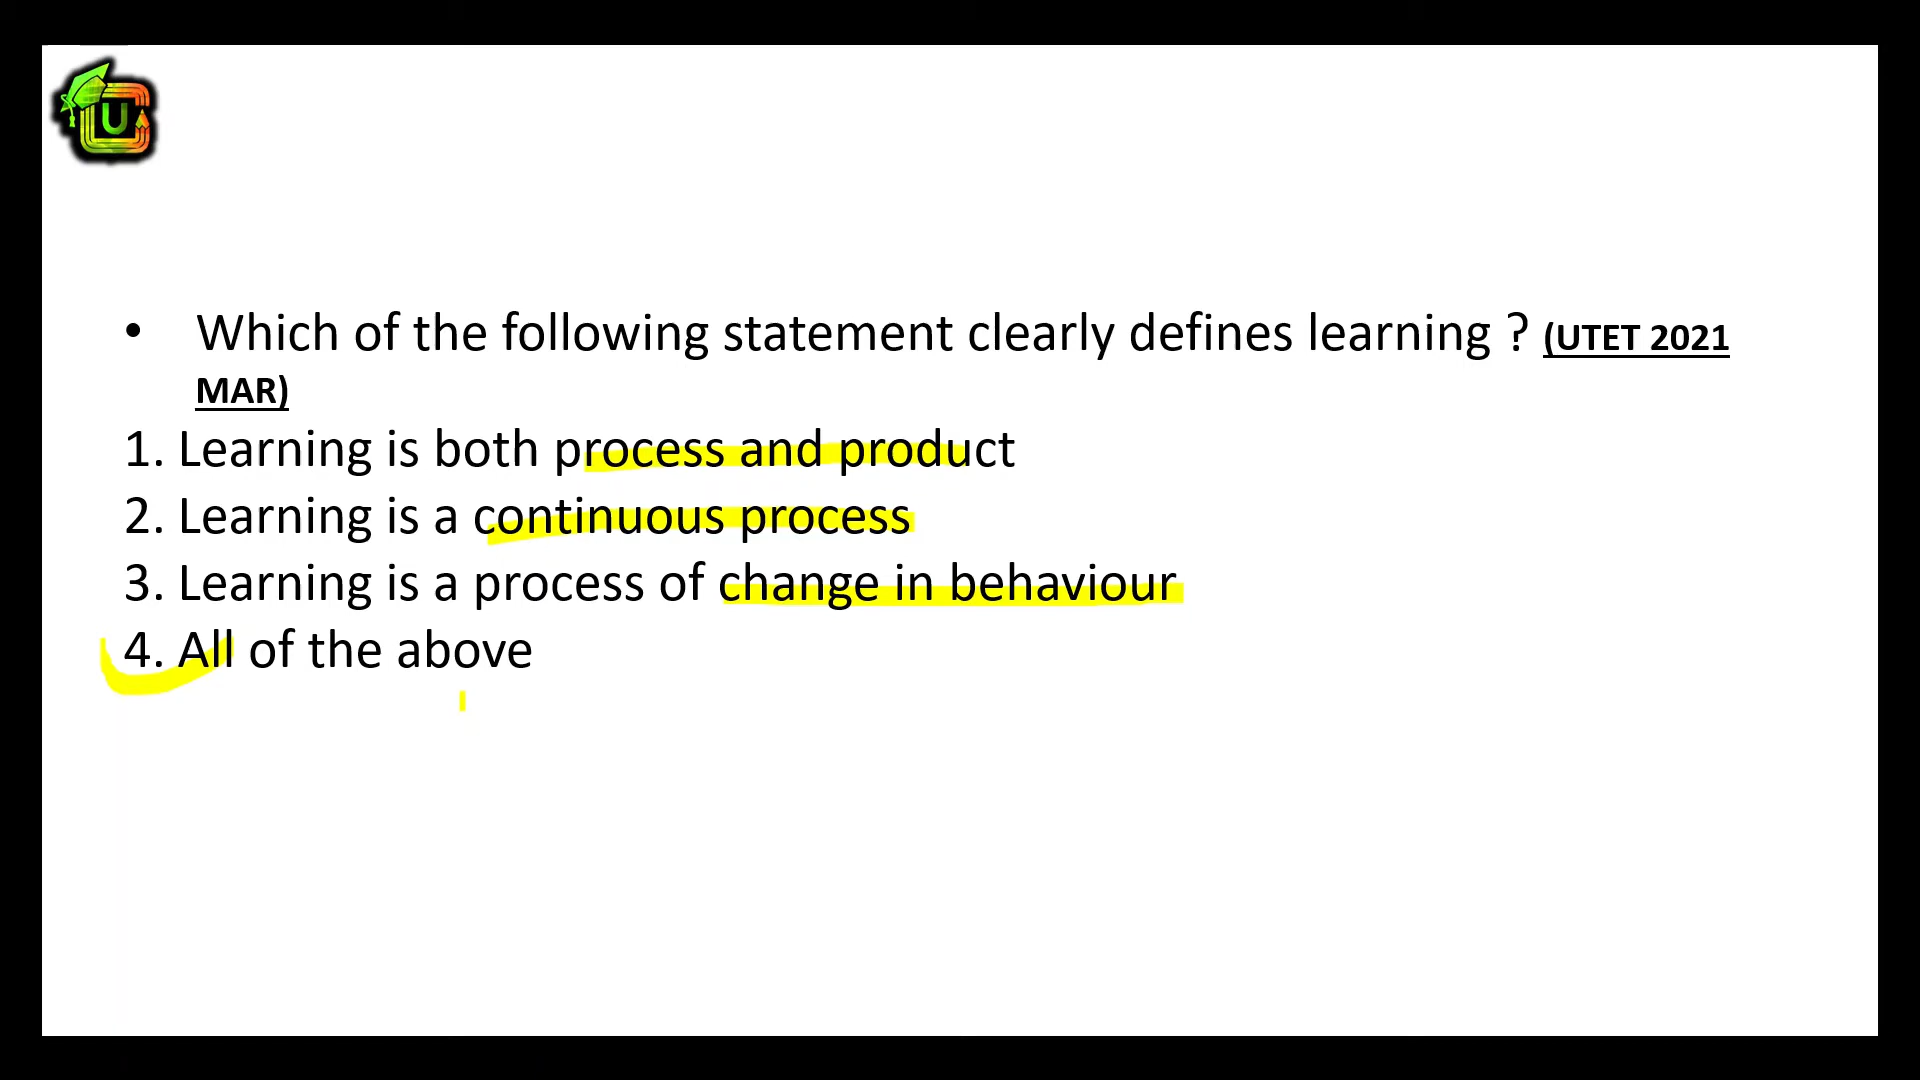 U
• Which of the following statement clearly defines learning ? (UTET 2021
MAR)
1. Learning is both process and product
2. Learning is a continuous process
3. Learning is a process of change in behaviour
4. All of the above